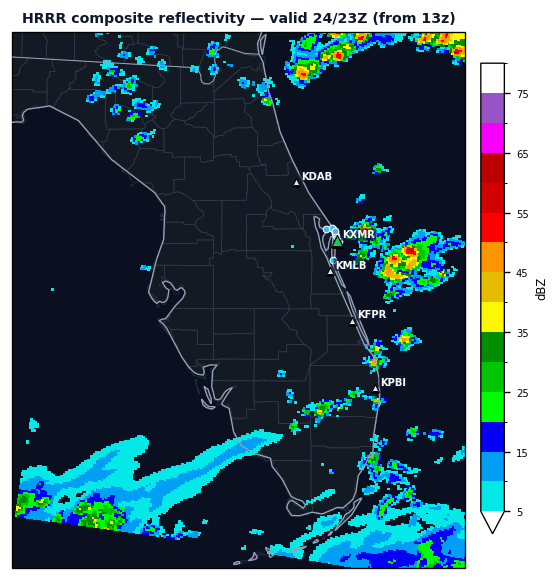 HRRR composite reflectivity — valid 24/23Z (from 13z)
KDAB
KXMR
KMLB
KFPR
KPBI
75
65
55
45
35
25
15
5
dBZ